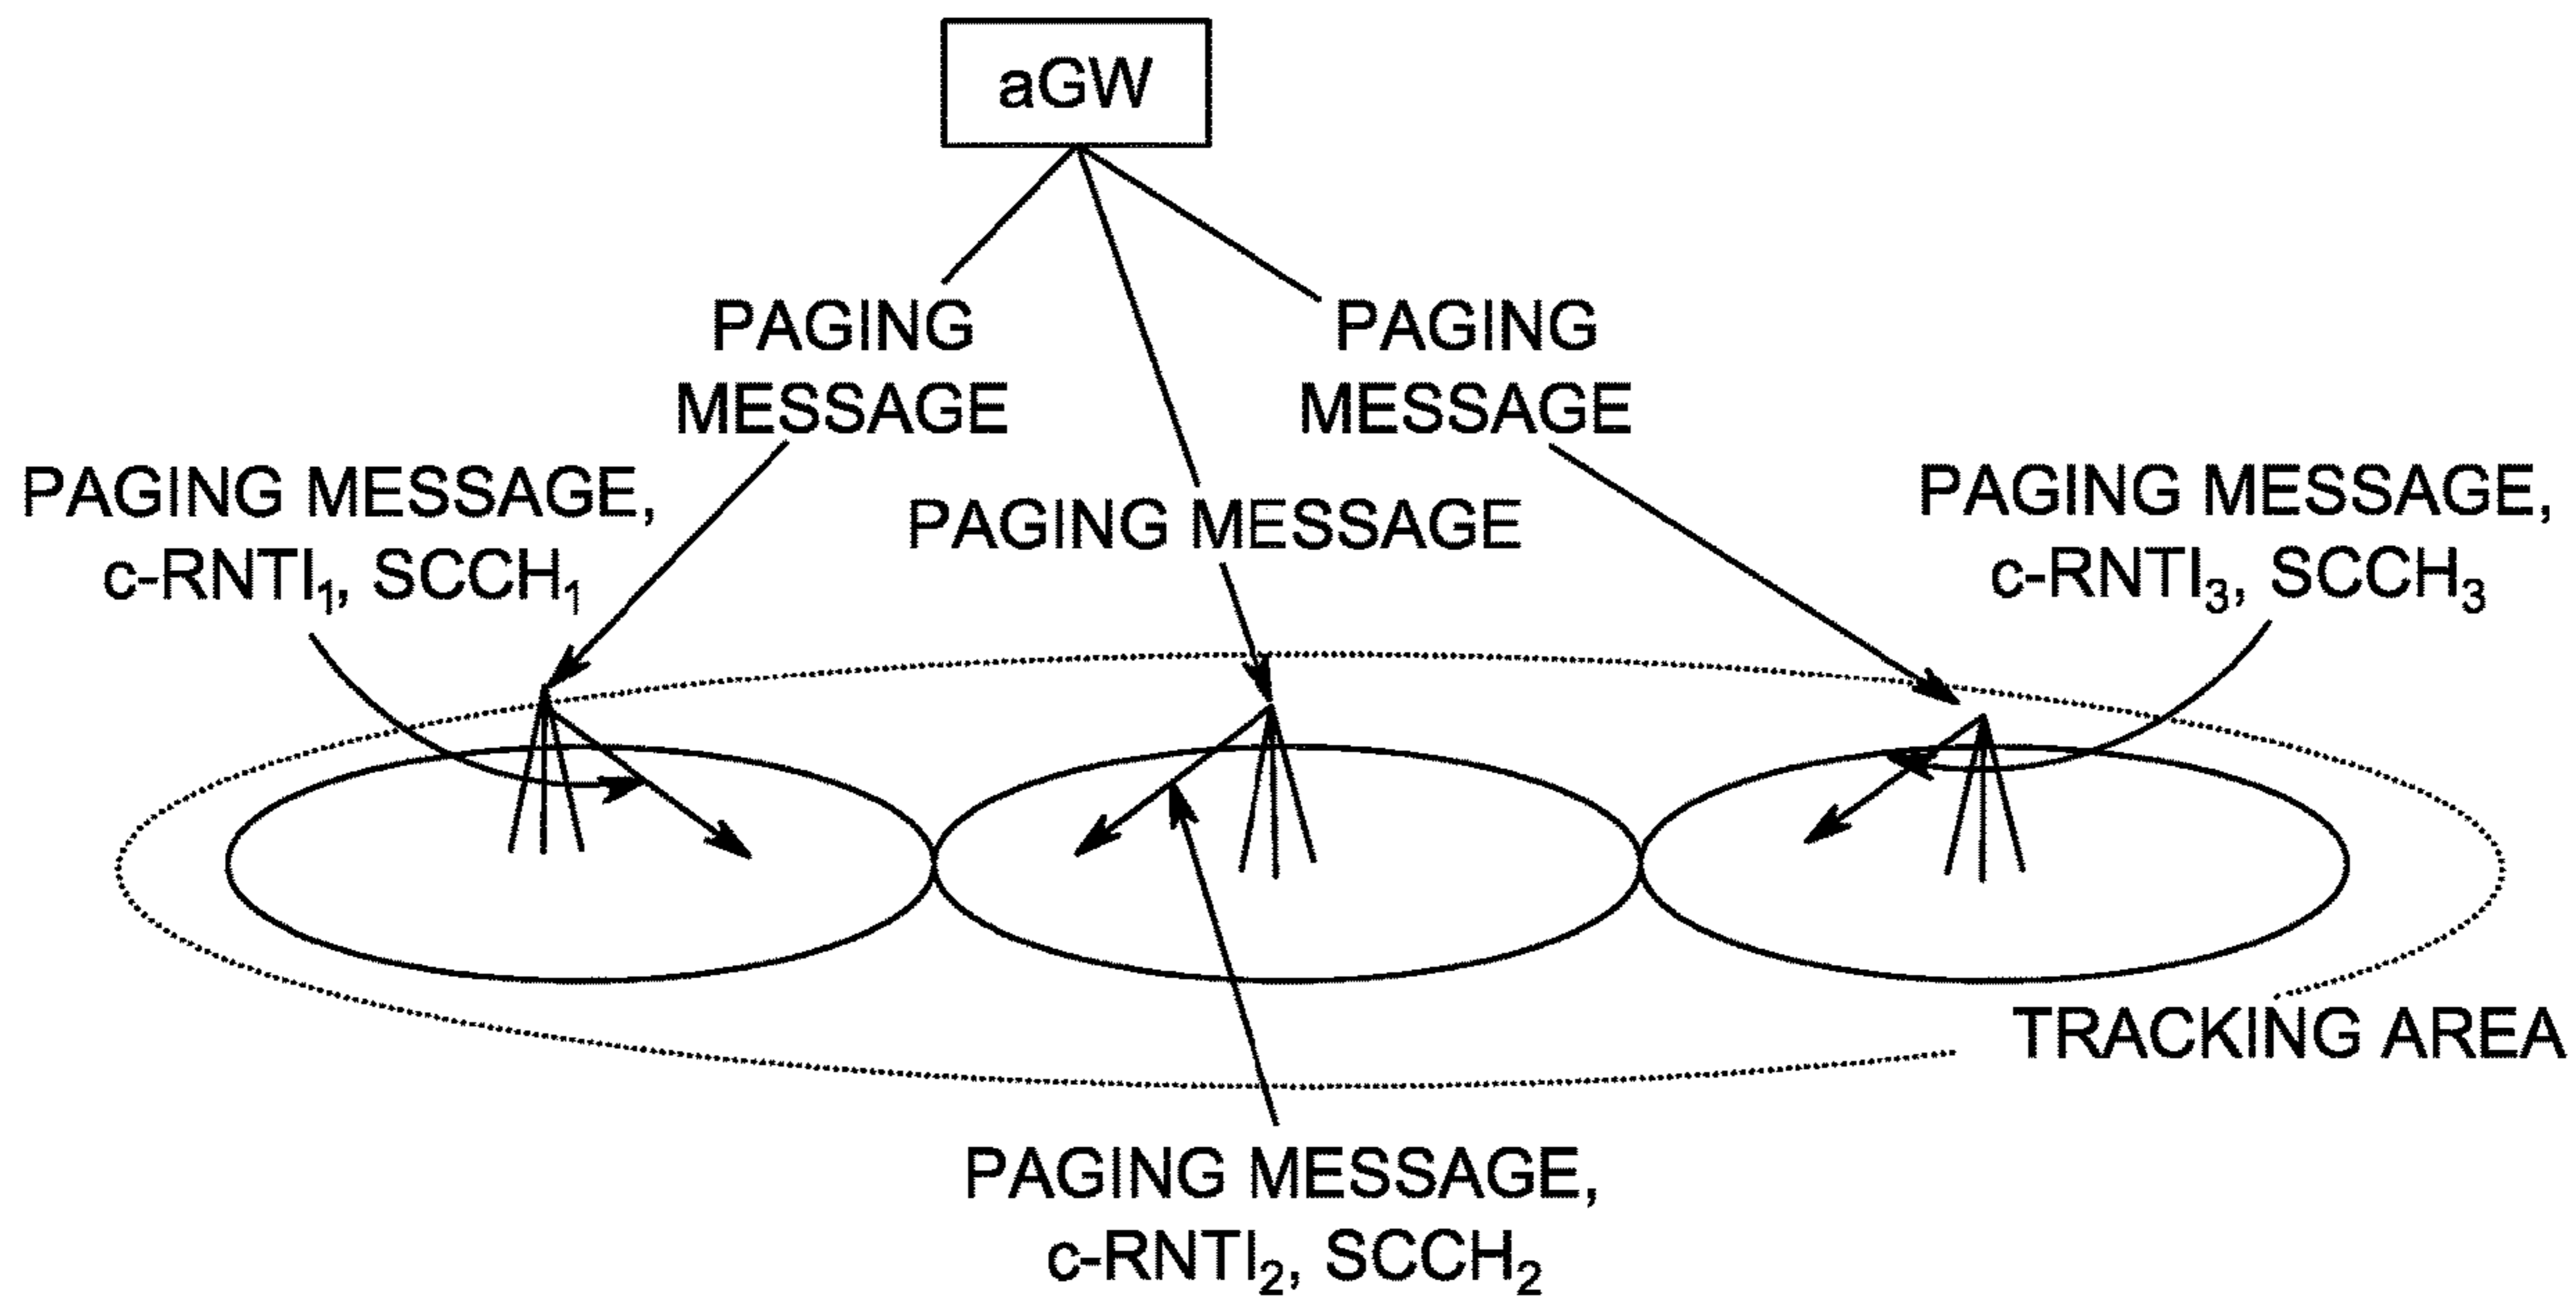 aGW
PAGING
MESSAGE
PAGING
MESSAGE
PAGING MESSAGE,
c-RNTI₁, SCCH₁
PAGING MESSAGE
PAGING MESSAGE,
c-RNTI₃, SCCH₃
TRACKING AREA
PAGING MESSAGE,
c-RNTI₂, SCCH₂